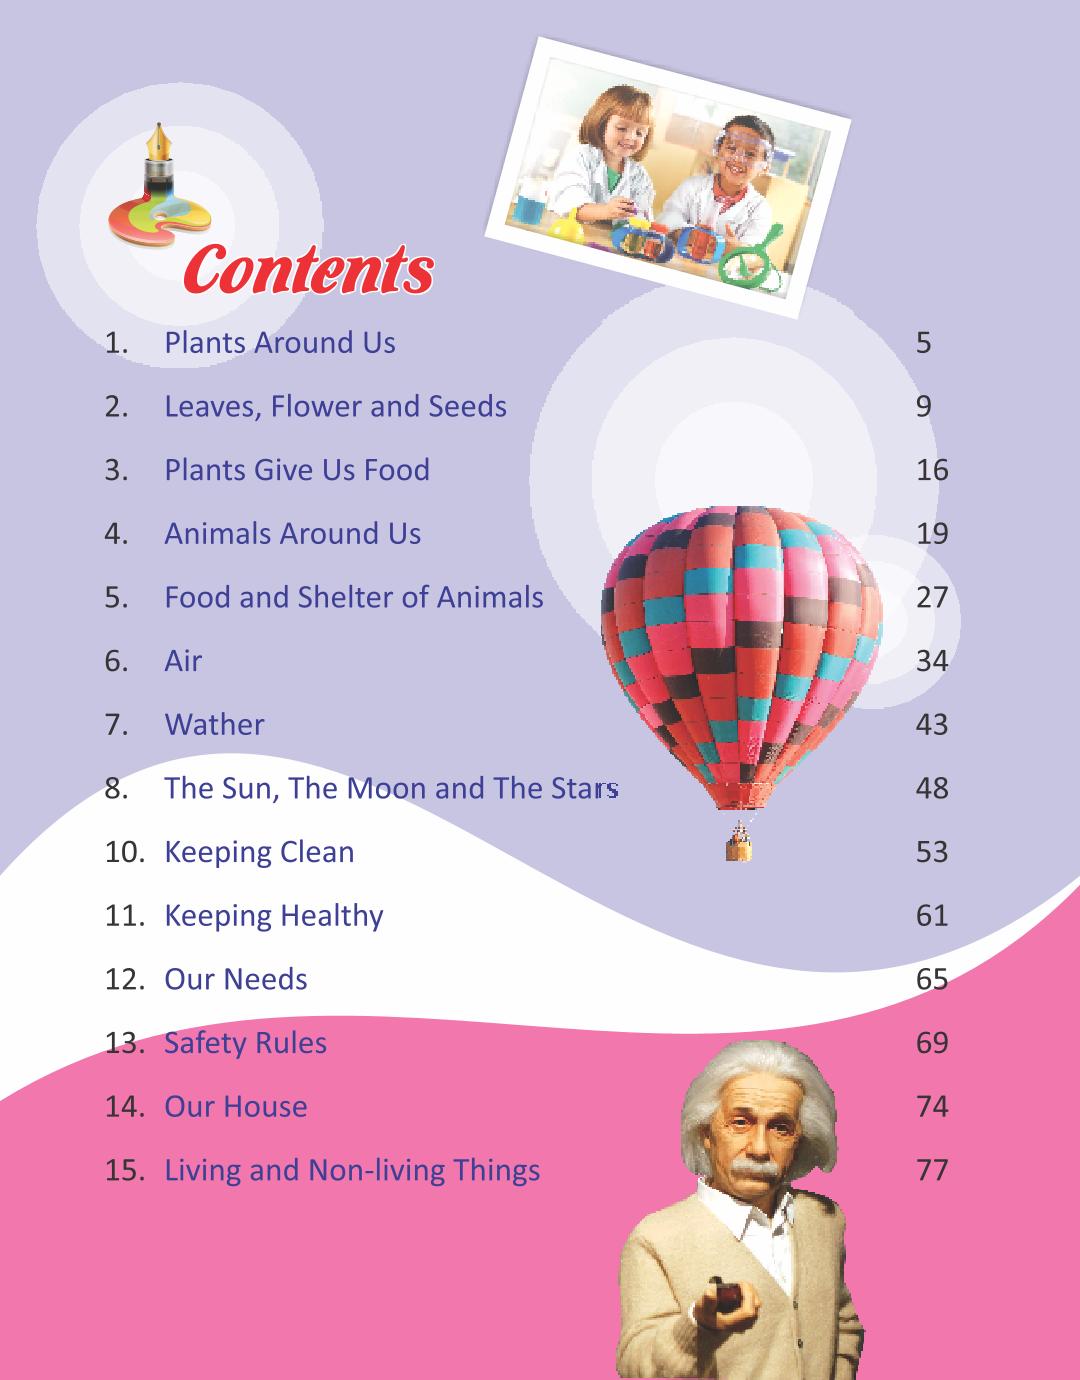 Contents
1. Plants Around Us 5
2. Leaves, Flower and Seeds 9
3. Plants Give Us Food 16
4. Animals Around Us 19
5. Food and Shelter of Animals 27
6. Air 34
7. Wather 43
8. The Sun, The Moon and The Stars 48
10. Keeping Clean 53
11. Keeping Healthy 61
12. Our Needs 65
13. Safety Rules 69
14. Our House 74
15. Living and Non-living Things 77